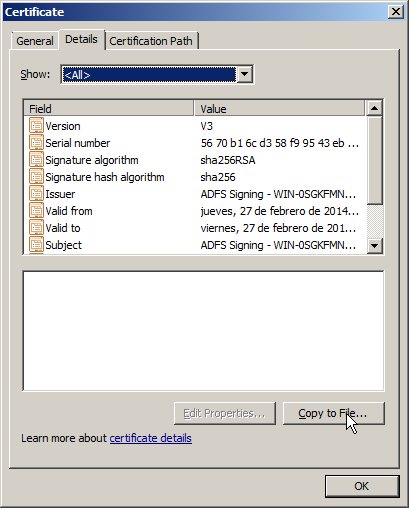 Certificate
General Details Certification Path
Show: <All>
Field Value
Version V3
Serial number 56 70 b1 6c d3 58 f9 95 43 eb ...
Signature algorithm sha256RSA
Signature hash algorithm sha256
Issuer ADFS Signing - WIN-0SGKFMN...
Valid from jueves, 27 de febrero de 2014...
Valid to viernes, 27 de febrero de 201...
Subject ADFS Signing - WIN-0SGKFMN...
Edit Properties... Copy to File...
Learn more about certificate details
OK